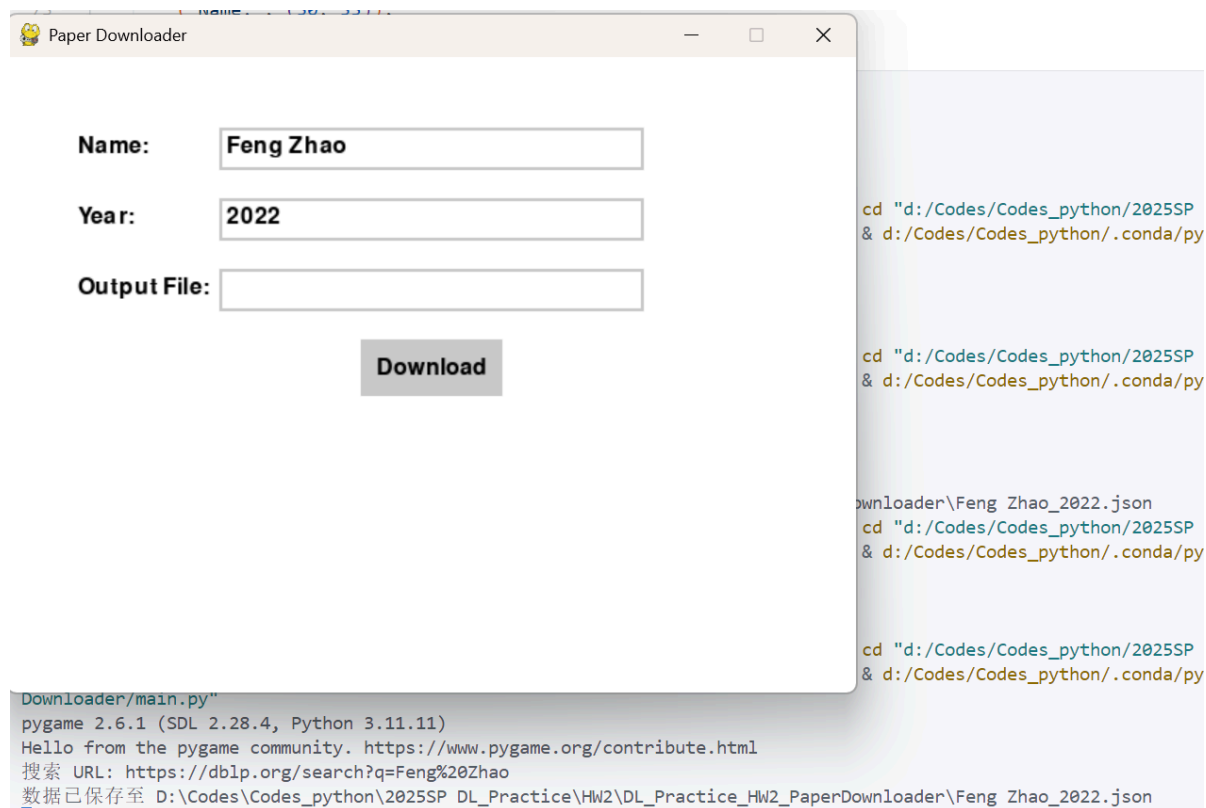 Paper Downloader
Name:
Feng Zhao
Year:
2022
Output File:
Download
cd "d:/Codes/Codes_python/2025SP
& d:/Codes/Codes_python/.conda/py
cd "d:/Codes/Codes_python/2025SP
& d:/Codes/Codes_python/.conda/py
ownloader\Feng Zhao_2022.json
cd "d:/Codes/Codes_python/2025SP
& d:/Codes/Codes_python/.conda/py
cd "d:/Codes/Codes_python/2025SP
& d:/Codes/Codes_python/.conda/py
Downloader/main.py"
pygame 2.6.1 (SDL 2.28.4, Python 3.11.11)
Hello from the pygame community. https://www.pygame.org/contribute.html
搜索 URL: https://dblp.org/search?q=Feng%20Zhao
数据已保存至 D:\Codes\Codes_python\2025SP DL_Practice\HW2\DL_Practice_HW2_PaperDownloader\Feng Zhao_2022.json